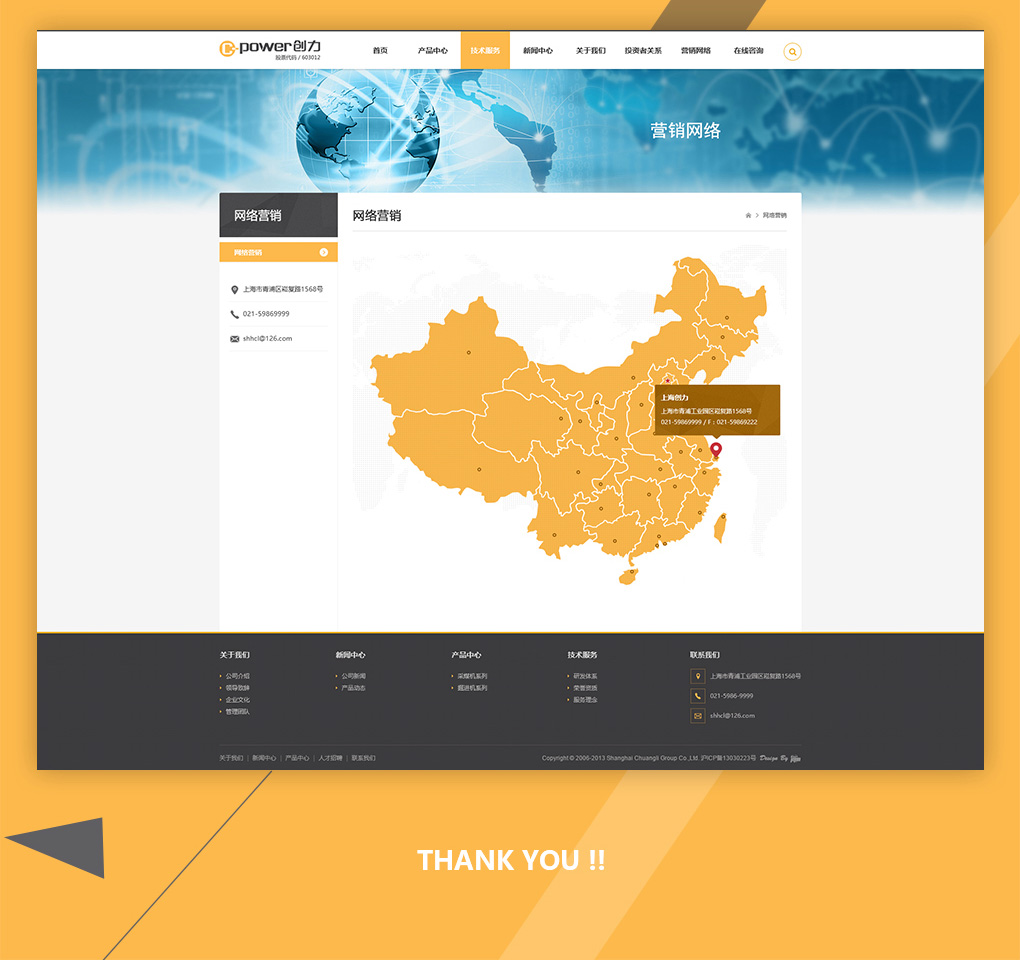 C-power创力
股票代码 / 603012
首页 产品中心 技术服务 新闻中心 关于我们 投资者关系 营销网络 在线咨询
营销网络
网络营销
网络营销
上海市青浦区崧复路1568号
021-59869999
shhcl@126.com
网络营销
网络营销
上海创力
上海市青浦工业园区崧复路1568号
021-59869999 / F : 021-59869222
关于我们
公司介绍
领导致辞
企业文化
管理团队
新闻中心
公司新闻
产品动态
产品中心
采煤机系列
掘进机系列
技术服务
研发体系
荣誉资质
服务理念
联系我们
上海市青浦工业园区崧复路1568号
021-5986-9999
shhcl@126.com
关于我们 | 新闻中心 | 产品中心 | 人才招聘 | 联系我们
Copyright © 2006-2013 Shanghai Chuangli Group Co.,Ltd 沪ICP备13030223号 Design By
THANK YOU !!